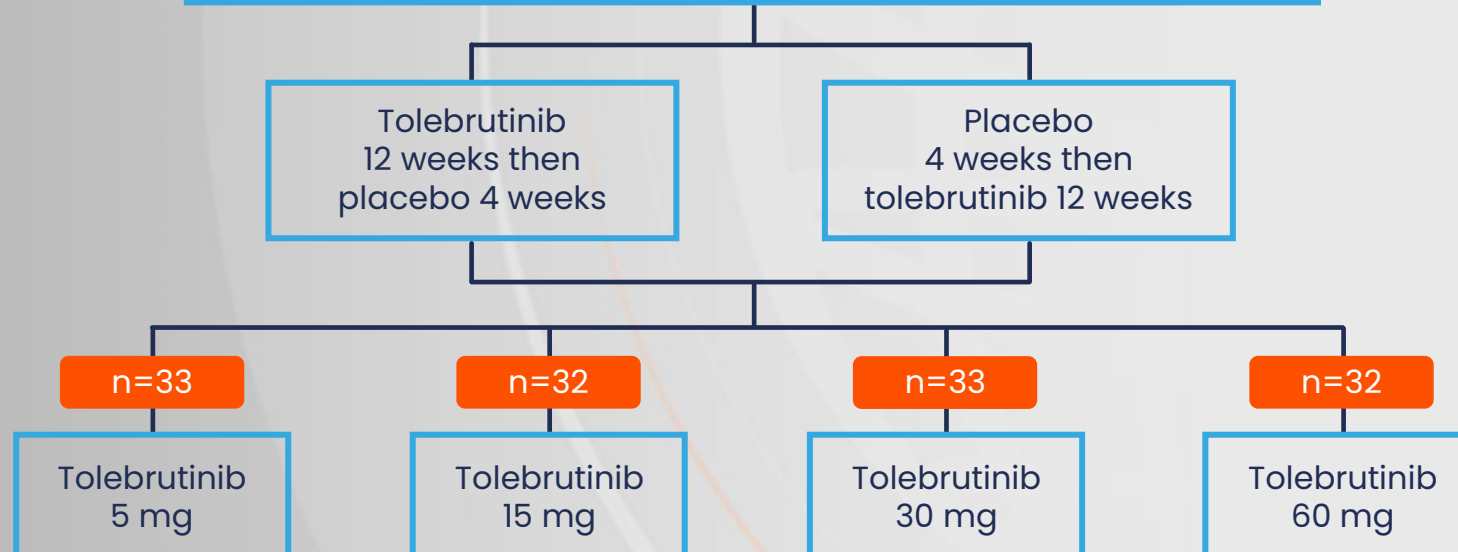 Tolebrutinib
12 weeks then
placebo 4 weeks
Placebo
4 weeks then
tolebrutinib 12 weeks
n=33
n=32
n=33
n=32
Tolebrutinib
5 mg
Tolebrutinib
15 mg
Tolebrutinib
30 mg
Tolebrutinib
60 mg